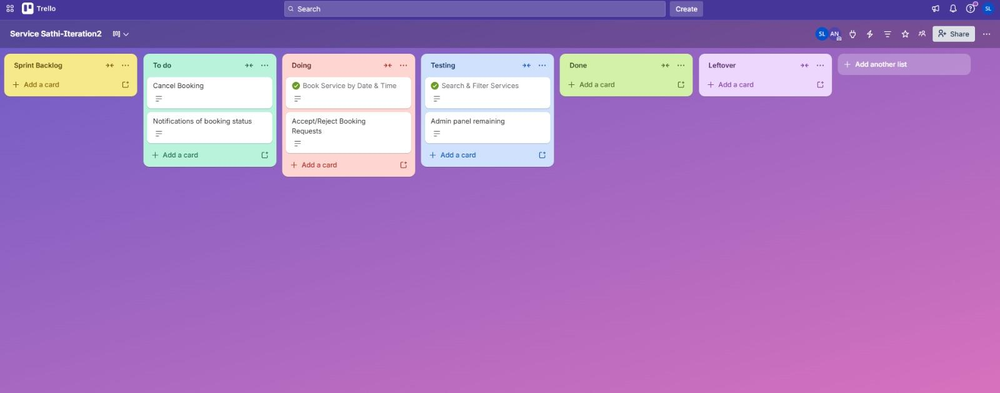 Trello
Search
Create
SL
Service Sathi-Iteration2
SL
AN
Share
Sprint Backlog
Add a card
To do
Cancel Booking
Notifications of booking status
Add a card
Doing
Book Service by Date & Time
Accept/Reject Booking
Requests
Add a card
Testing
Search & Filter Services
Admin panel remaining
Add a card
Done
Add a card
Leftover
Add a card
Add another list